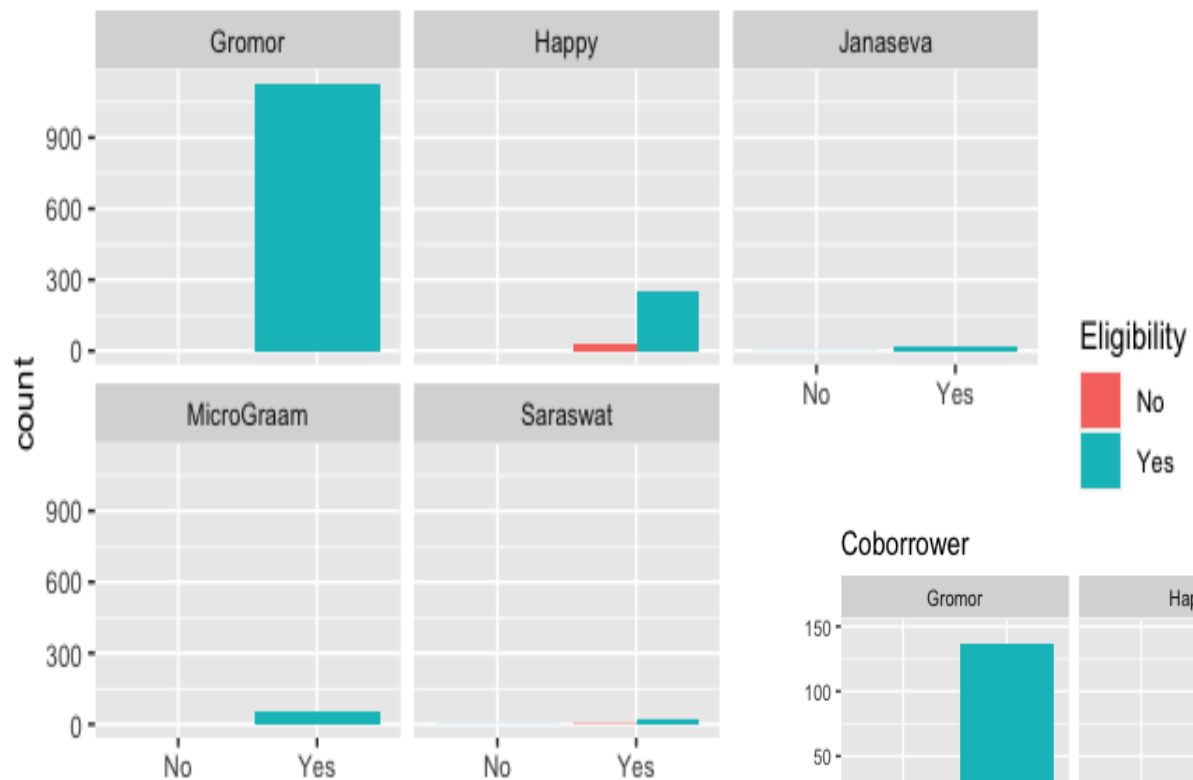 Gromor Happy Janaseva
900
600
300
0
No Yes
count
MicroGraam Saraswat
900
600
300
0
No Yes No Yes
Eligibility
No
Yes
Coborrower
Gromor Hap
150
100
50